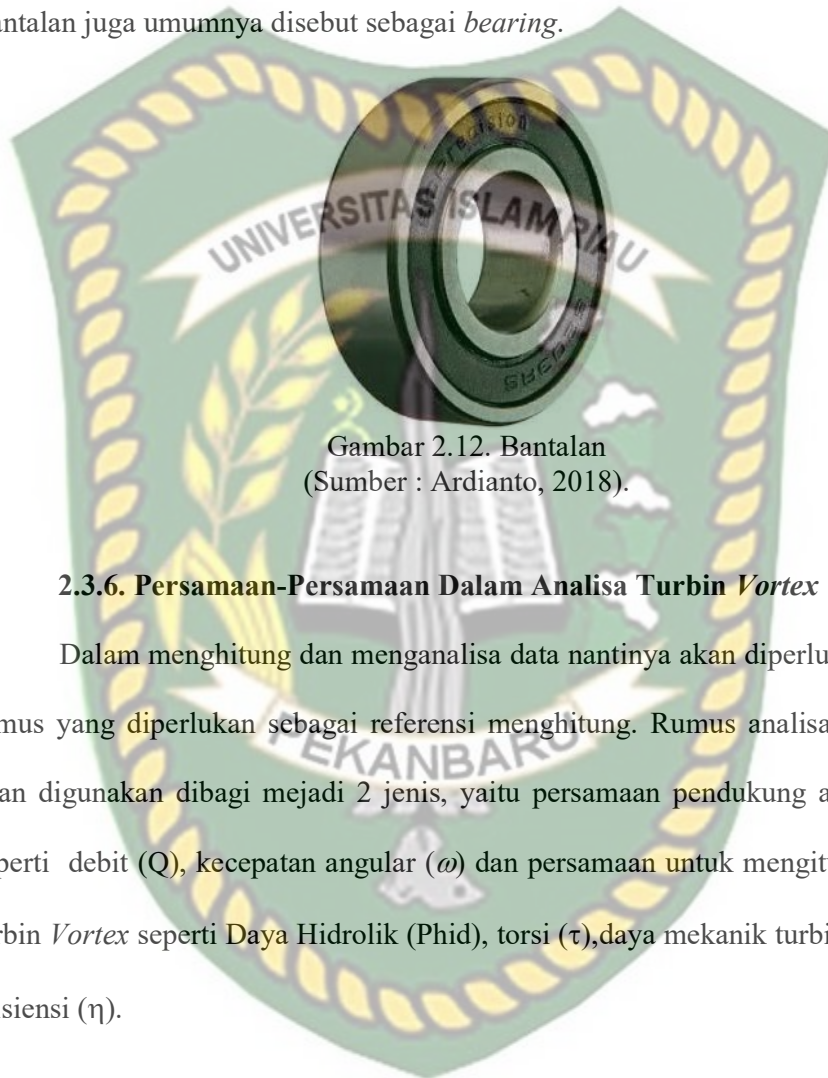 antalan juga umumnya disebut sebagai bearing.
Precision
UNIVERSITAS ISLAM RIAU
Gambar 2.12. Bantalan
(Sumber : Ardianto, 2018).
2.3.6. Persamaan-Persamaan Dalam Analisa Turbin Vortex
Dalam menghitung dan menganalisa data nantinya akan diperlu
mus yang diperlukan sebagai referensi menghitung. Rumus analisa
an digunakan dibagi mejadi 2 jenis, yaitu persamaan pendukung a
perti debit (Q), kecepatan angular (ω) dan persamaan untuk mengitu
rbin Vortex seperti Daya Hidrolik (Phid), torsi (τ),daya mekanik turbi
siensi (η).
PEKANBARU